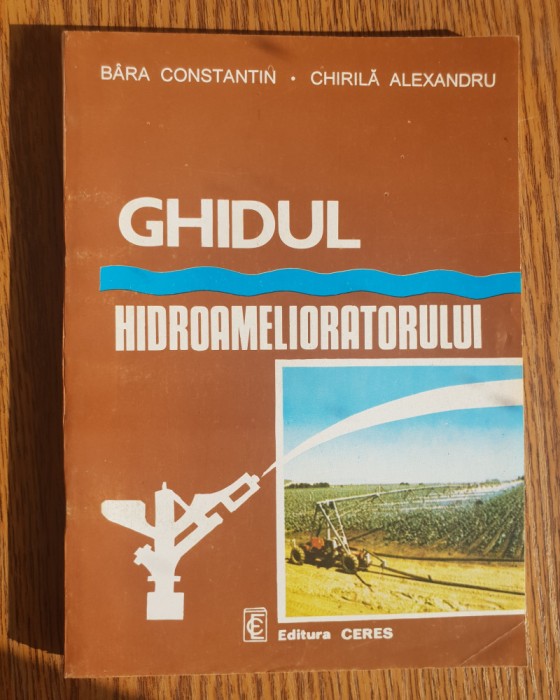 BÂRA CONSTANTIN • CHIRILĂ ALEXANDRU
GHIDUL
HIDROAMELIORATORULUI
Editura CERES